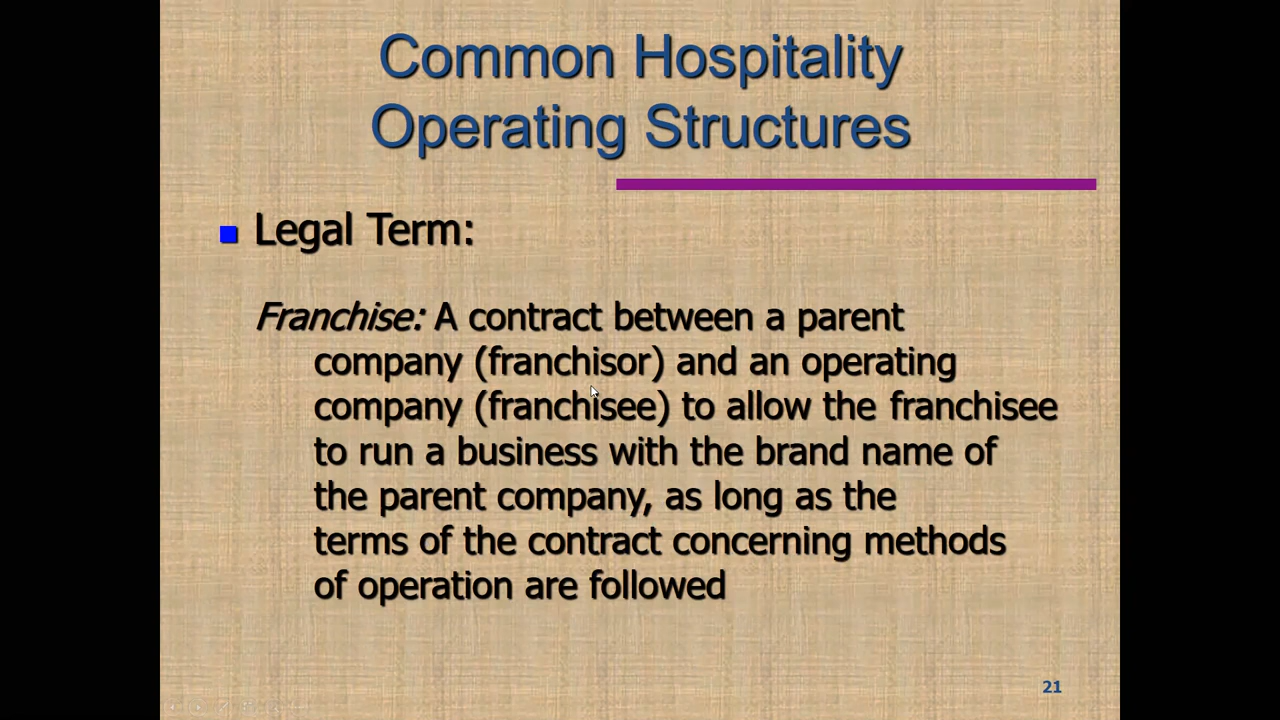 Common Hospitality
Operating Structures
Legal Term:
Franchise: A contract between a parent
company (franchisor) and an operating
company (franchisee) to allow the franchisee
to run a business with the brand name of
the parent company, as long as the
terms of the contract concerning methods
of operation are followed
21